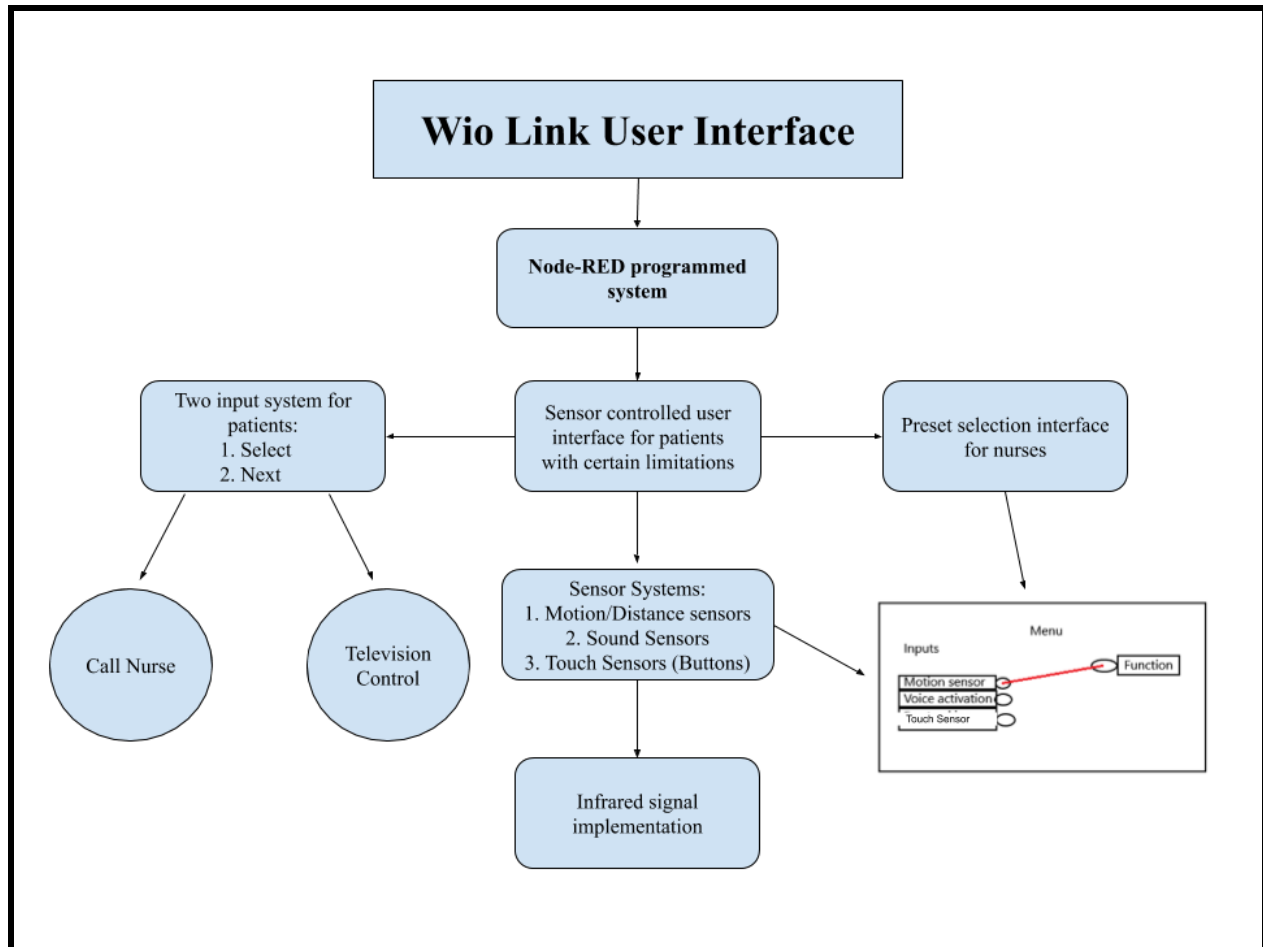 Wio Link User Interface
Node-RED programmed
system
Two input system for
patients:
1. Select
2. Next
Sensor controlled user
interface for patients
with certain limitations
Preset selection interface
for nurses
Call Nurse
Television
Control
Sensor Systems:
1. Motion/Distance sensors
2. Sound Sensors
3. Touch Sensors (Buttons)
Menu
Inputs
Function
Motion sensor
Voice activation
Touch Sensor
Infrared signal
implementation